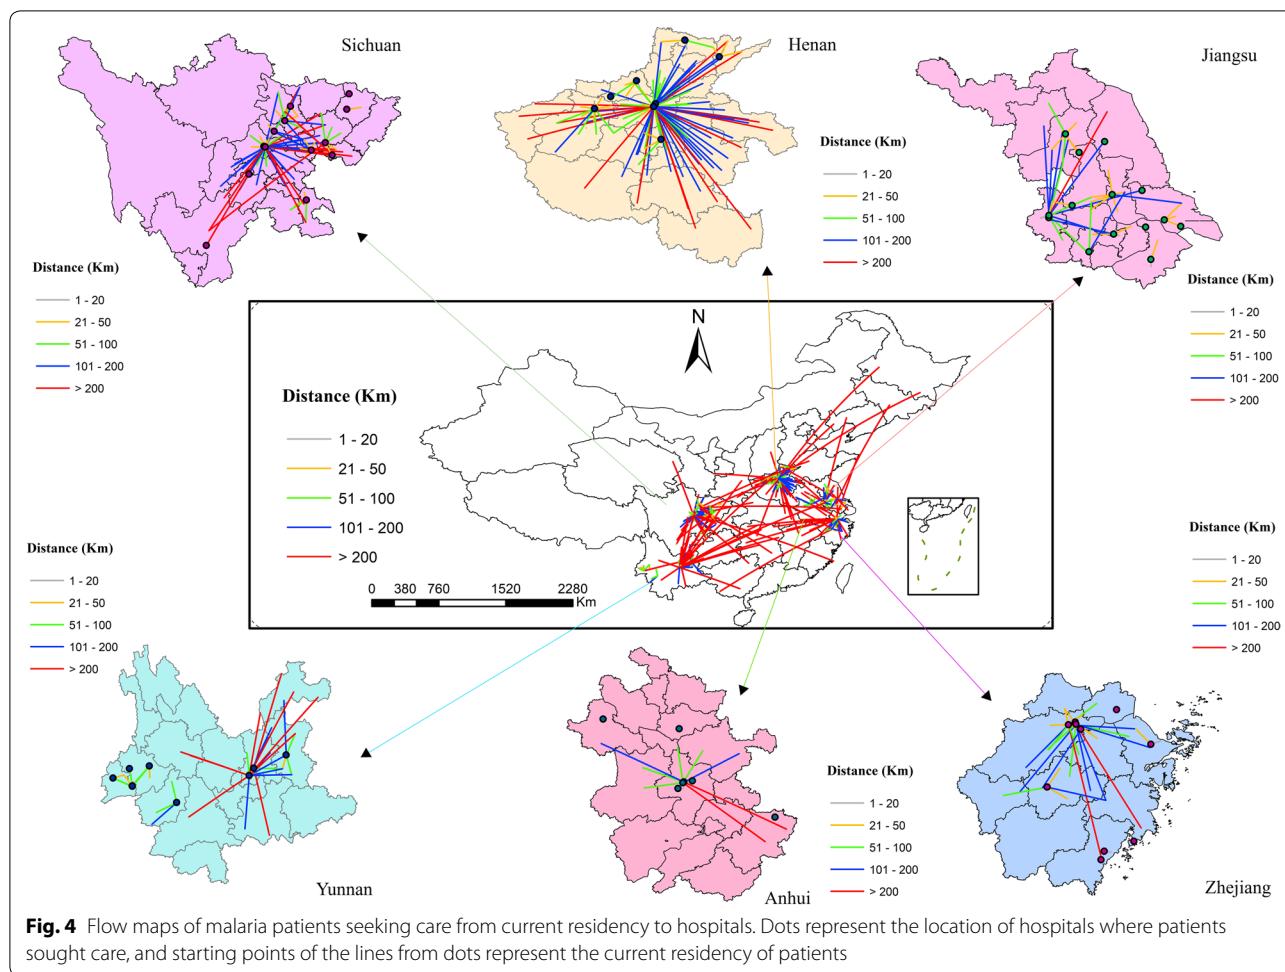 Sichuan
Henan
Jiangsu
Distance (Km)
1 - 20
21 - 50
51 - 100
101 - 200
> 200
Distance (Km)
1 - 20
21 - 50
51 - 100
101 - 200
> 200
Distance (Km)
1 - 20
21 - 50
51 - 100
101 - 200
> 200
N
Distance (Km)
1 - 20
21 - 50
51 - 100
101 - 200
> 200
0 380 760 1520 2280
Km
Distance (Km)
1 - 20
21 - 50
51 - 100
101 - 200
> 200
Distance (Km)
1 - 20
21 - 50
51 - 100
101 - 200
> 200
Distance (Km)
1 - 20
21 - 50
51 - 100
101 - 200
> 200
Yunnan
Anhui
Zhejiang
Fig. 4 Flow maps of malaria patients seeking care from current residency to hospitals. Dots represent the location of hospitals where patients
sought care, and starting points of the lines from dots represent the current residency of patients